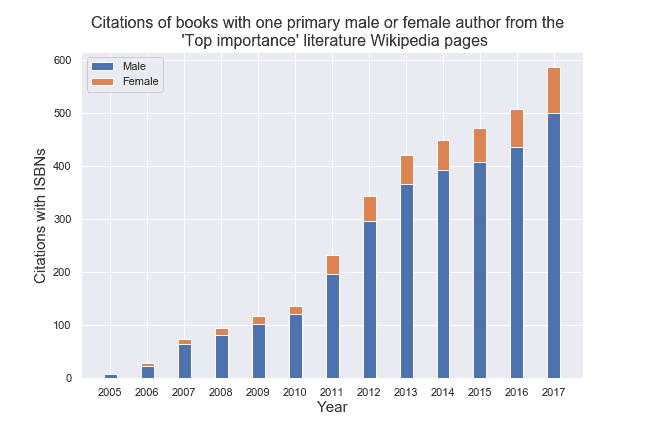 Citations of books with one primary male or female author from the
'Top importance' literature Wikipedia pages
Male
Female
Citations with ISBNs
600
500
400
300
200
100
0
2005 2006 2007 2008 2009 2010 2011 2012 2013 2014 2015 2016 2017
Year